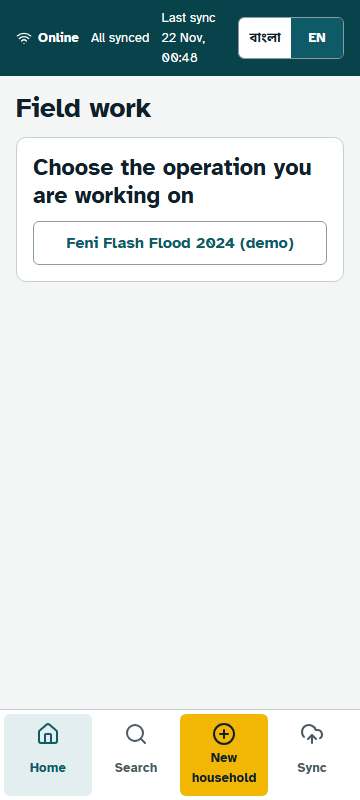 Online
All synced
Last sync
22 Nov,
00:48
বাংলা
EN
Field work
Choose the operation you
are working on
Feni Flash Flood 2024 (demo)
Home
Search
New
household
Sync